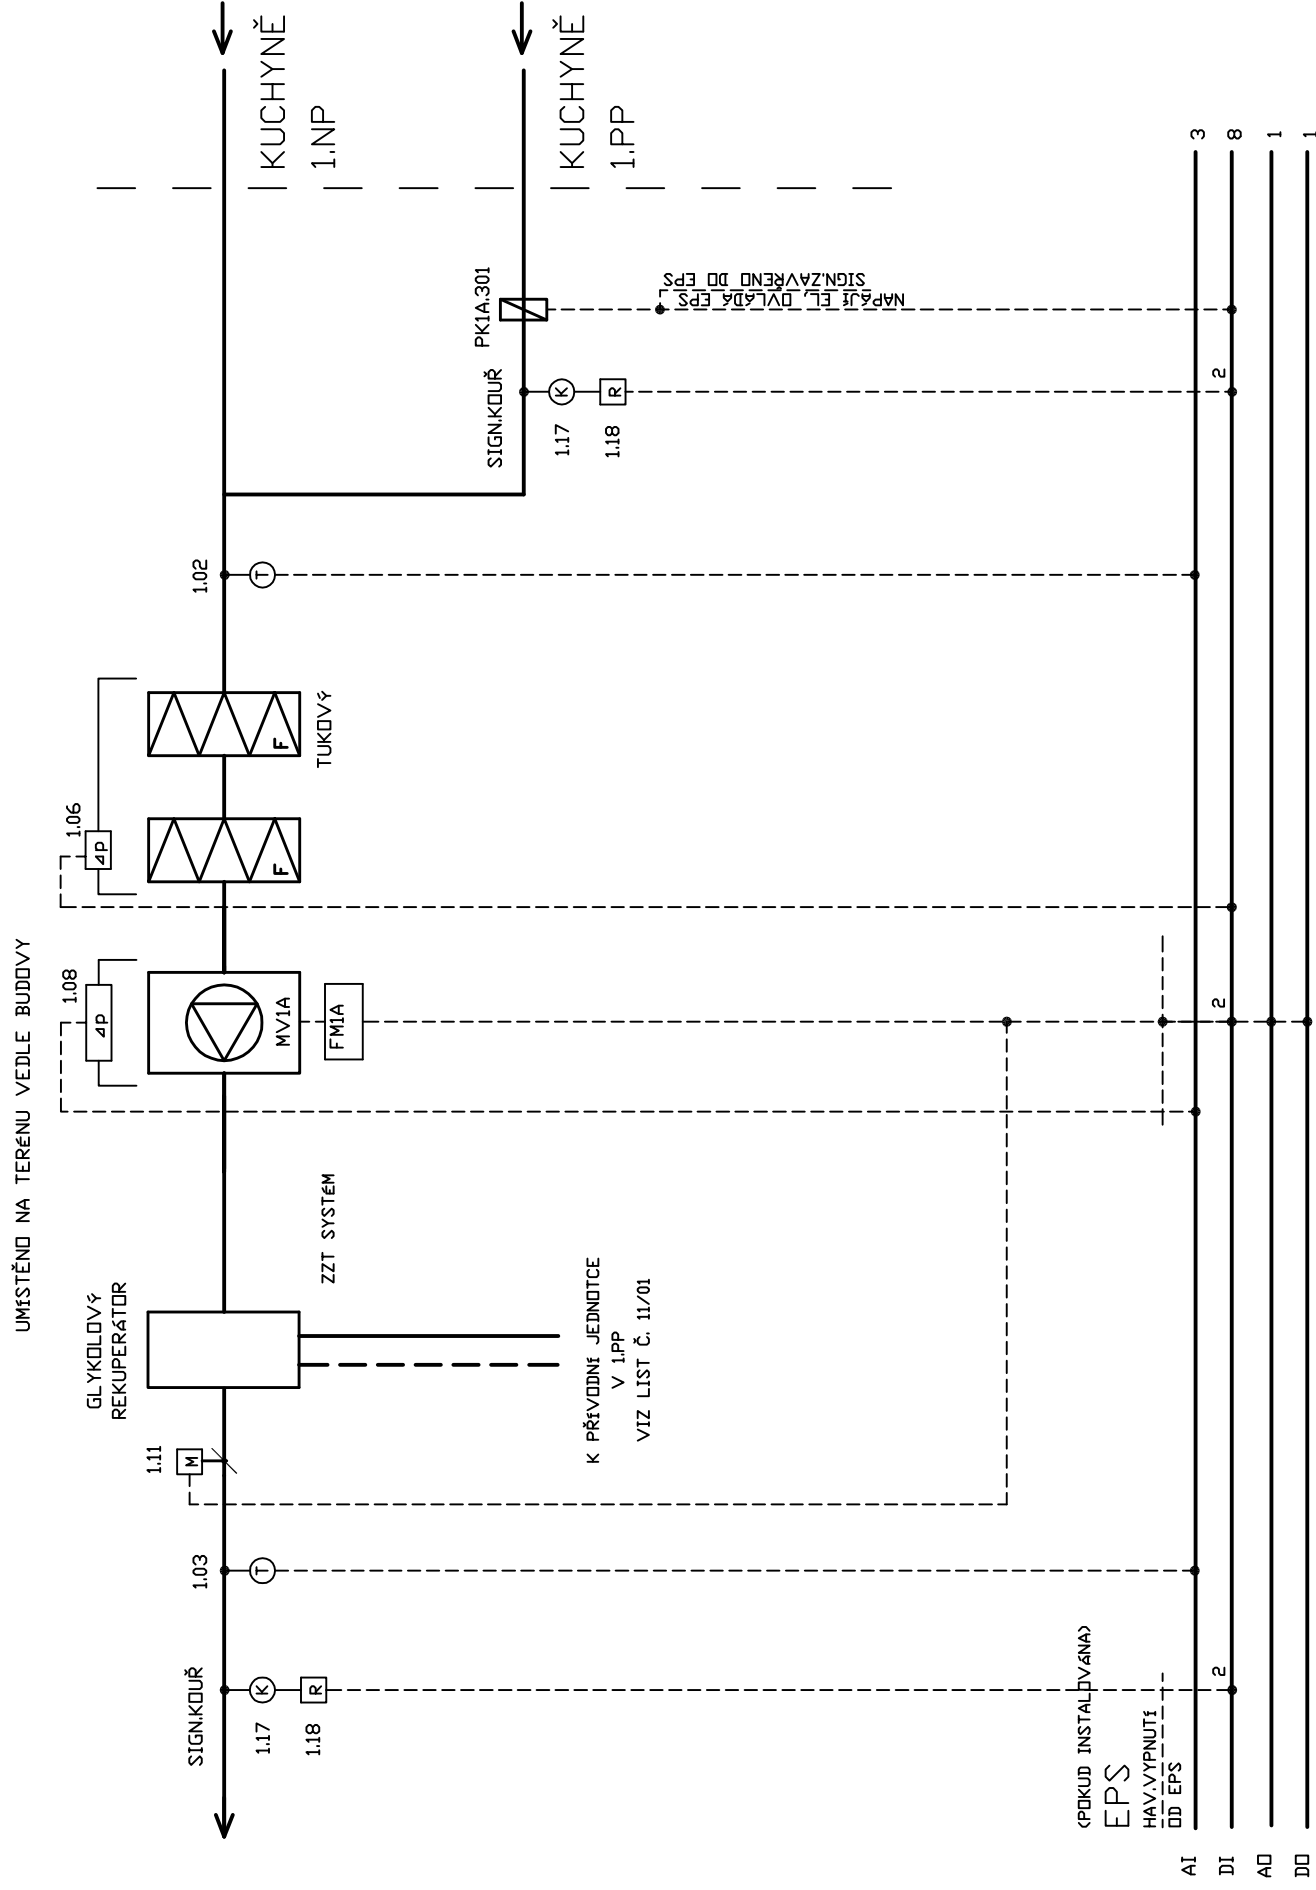 UMÍSTĚNO NA TERÉNU VEDLE BUDOVY
SIGN.KOUŘ
1.17
K
1.18
R
1.03
T
1.11
M
GLYKOLOVÝ
REKUPERÁTOR
ZZT SYSTÉM
K PŘÍVODNÍ JEDNOTCE
V 1.PP
VIZ LIST Č. 11/01
1.08
ΔP
MV1A
FM1A
1.06
ΔP
F
F
TUKOVÝ
1.02
T
SIGN.KOUŘ
1.17
K
1.18
R
PK1A.301
NAPÁJÍ EL, OVLÁDÁ EPS
SIGN.ZAVŘENO DO EPS
KUCHYNĚ
1.NP
KUCHYNĚ
1.PP
(POKUD INSTALOVÁNA)
EPS
HAV.VYPNUTÍ
OD EPS
2
2
2
AI
3
DI
8
AO
1
DO
1